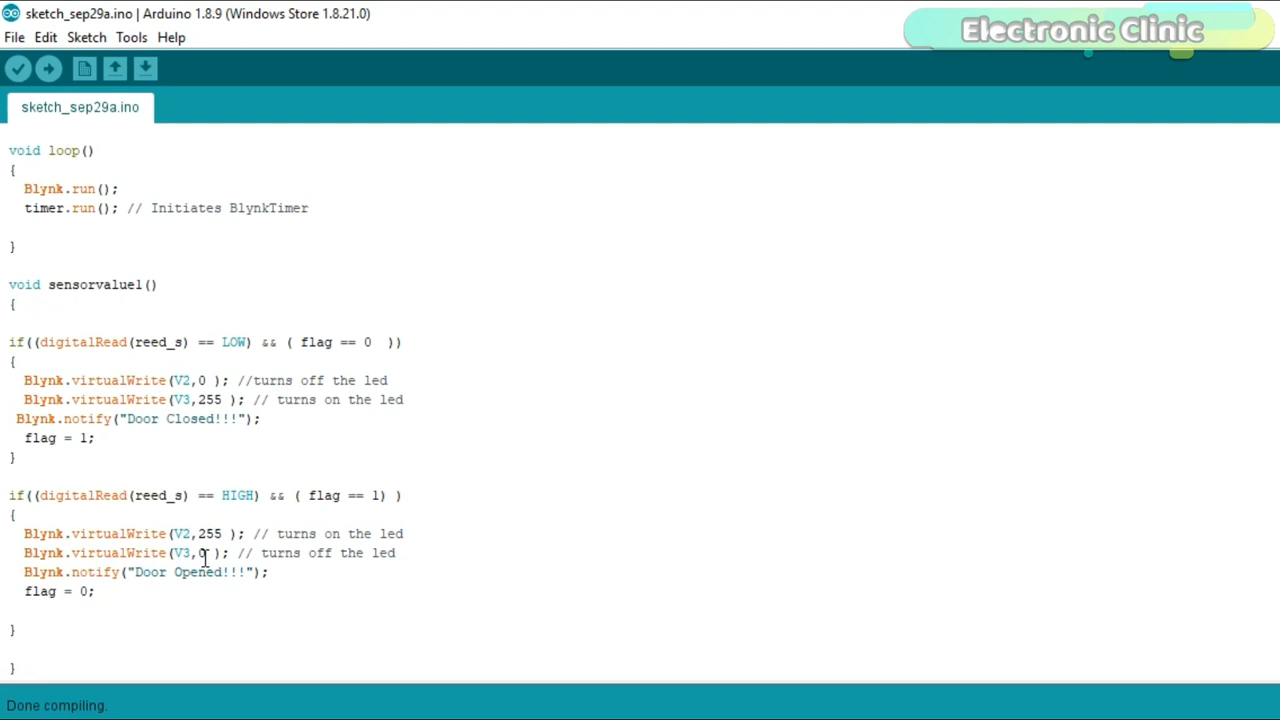 sketch_sep29a.ino | Arduino 1.8.9 (Windows Store 1.8.21.0)
Electronic Clinic
File Edit Sketch Tools Help
sketch_sep29a.ino
void loop()
{
Blynk.run();
timer.run(); // Initiates BlynkTimer
}
void sensorvalue1()
{
if((digitalRead(reed_s) == LOW) && ( flag == 0  ))
{
Blynk.virtualWrite(V2,0 ); //turns off the led
Blynk.virtualWrite(V3,255 ); // turns on the led
Blynk.notify("Door Closed!!!");
flag = 1;
}
if((digitalRead(reed_s) == HIGH) && ( flag == 1) )
{
Blynk.virtualWrite(V2,255 ); // turns on the led
Blynk.virtualWrite(V3,0 ); // turns off the led
Blynk.notify("Door Opened!!!");
flag = 0;
}
}
Done compiling.